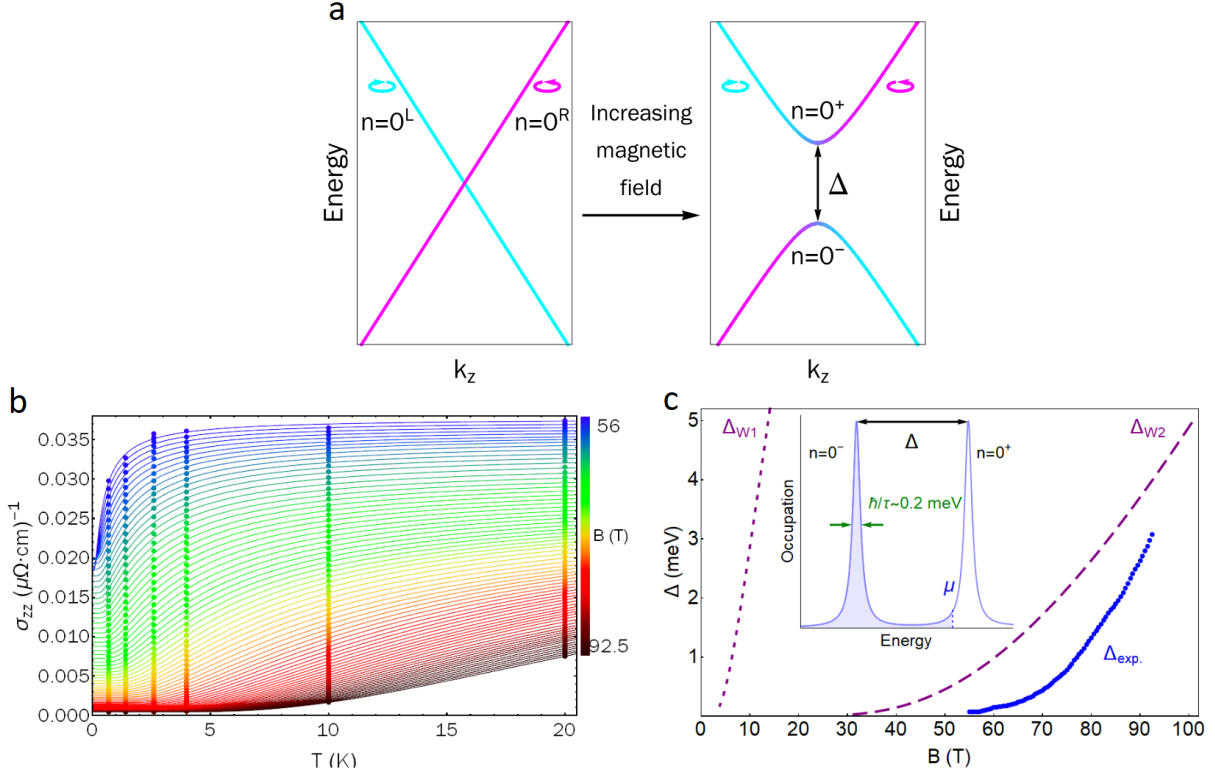 a
Energy
n=0ᴸ
n=0ᴿ
k_z
Increasing
magnetic
field
n=0⁺
Δ
n=0⁻
k_z
Energy
b
σ_zz (μΩ·cm)⁻¹
0.035
0.030
0.025
0.020
0.015
0.010
0.005
0.000
0
5
10
15
20
T (K)
56
B (T)
92.5
c
Δ (meV)
5
4
3
2
1
0
10
20
30
40
50
60
70
80
90
100
B (T)
Δ_W1
Δ_W2
Δ_exp.
Occupation
n=0⁻
Δ
n=0⁺
ℏ/τ~0.2 meV
μ
Energy